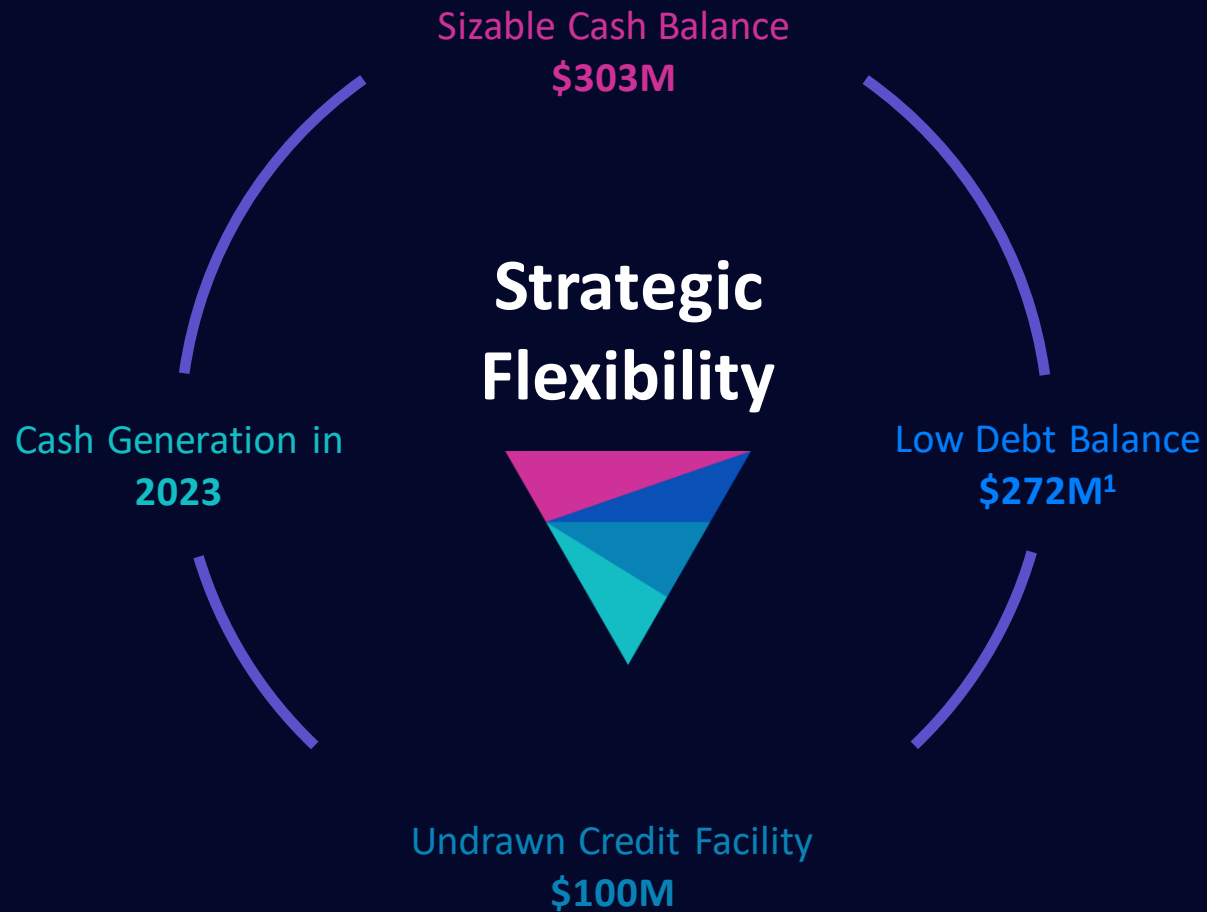 Sizable Cash Balance
$303M
Strategic
Flexibility
Cash Generation in
2023
Low Debt Balance
$272M¹
Undrawn Credit Facility
$100M